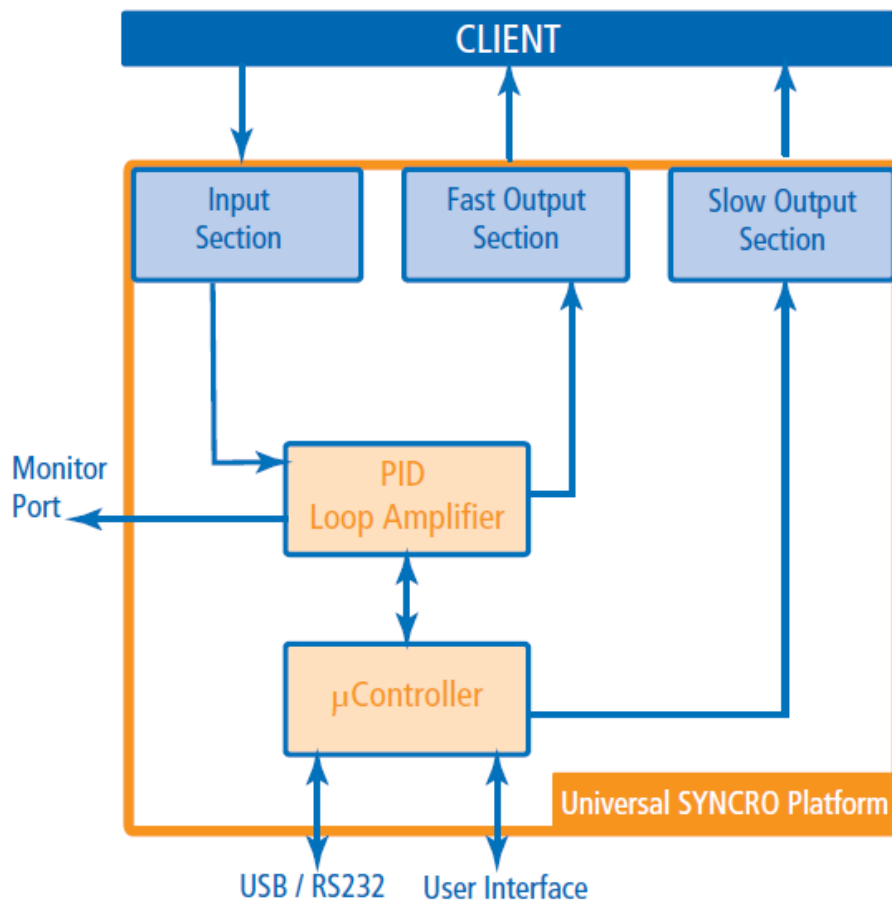 CLIENT
Input
Section
Fast Output
Section
Slow Output
Section
Monitor
Port
PID
Loop Amplifier
μController
Universal SYNCRO Platform
USB / RS232
User Interface